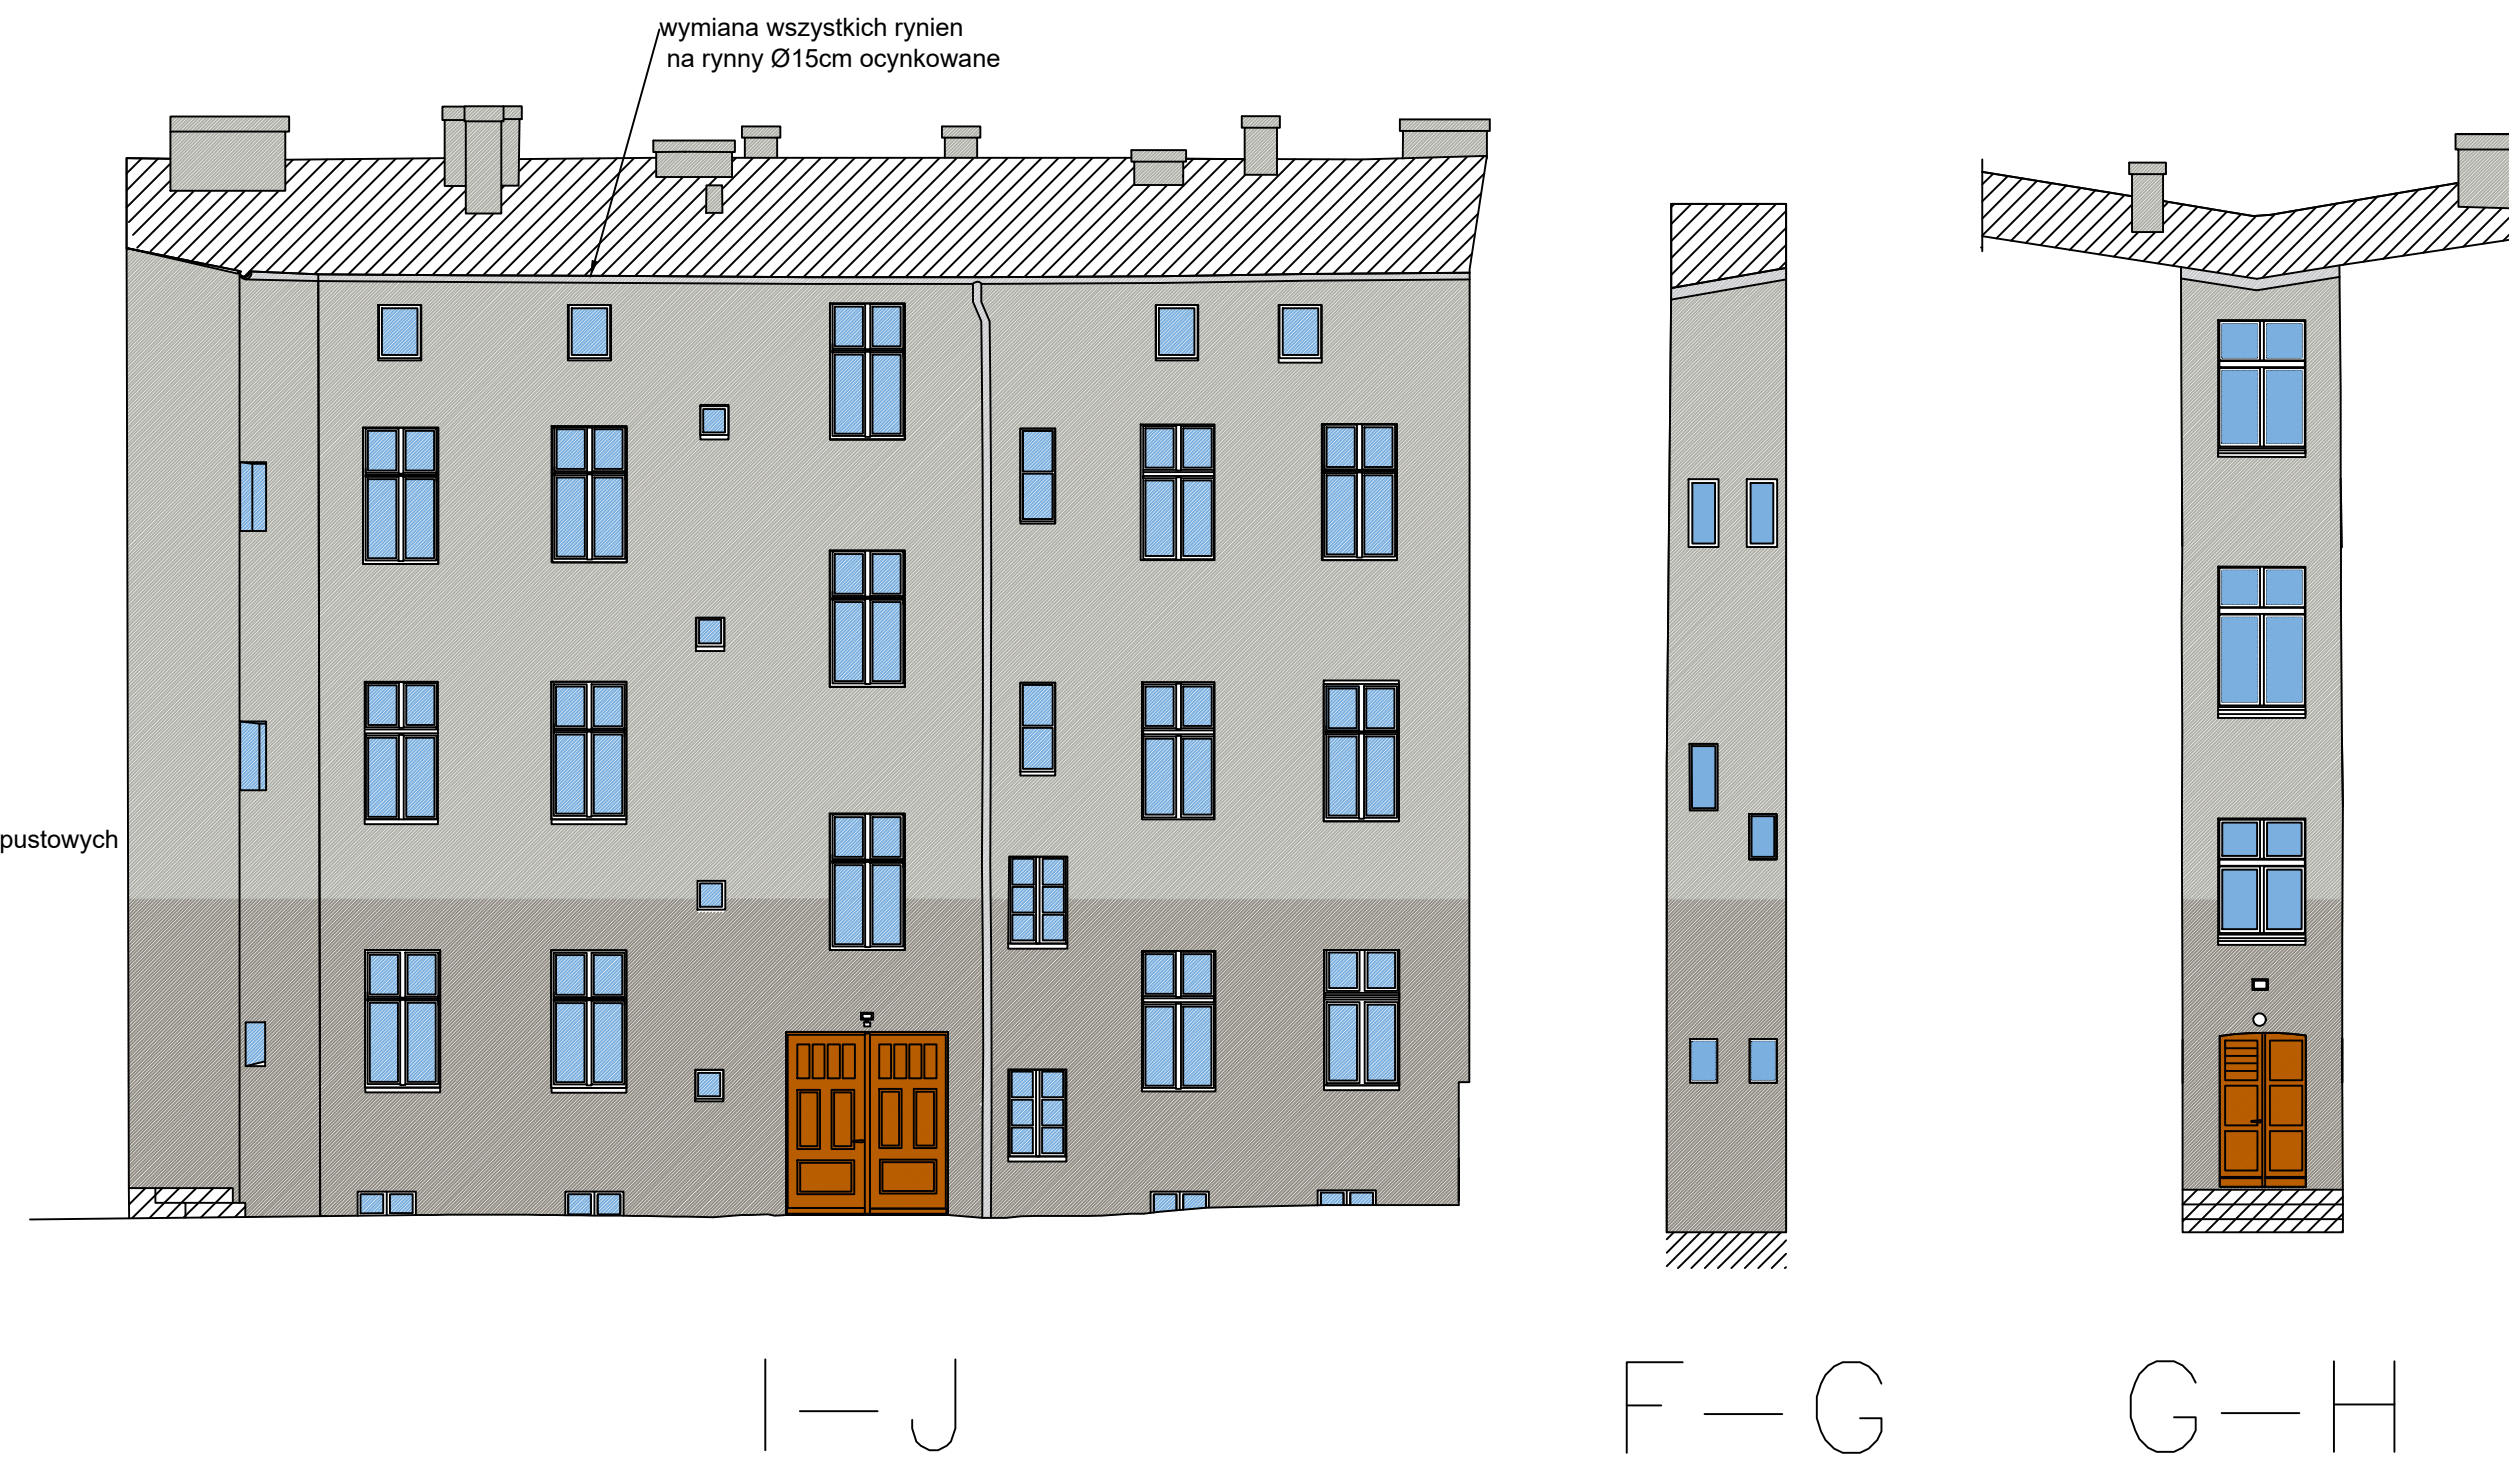 wymiana wszystkich rynien
na rynny Ø15cm ocynkowane
pustowych
I—J
F—G
G—H